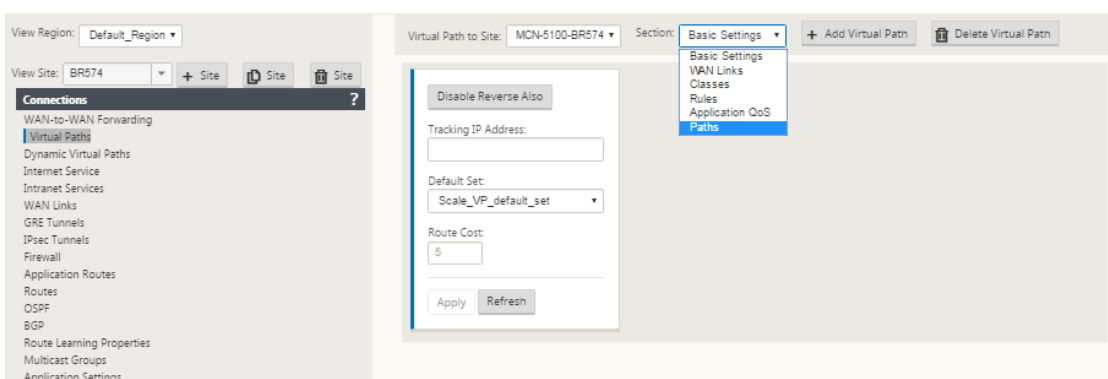 View Region: Default_Region
View Site: BR574 + Site Site Site
Connections ?
WAN-to-WAN Forwarding
Virtual Paths
Dynamic Virtual Paths
Internet Service
Intranet Services
WAN Links
GRE Tunnels
IPsec Tunnels
Firewall
Application Routes
Routes
OSPF
BGP
Route Learning Properties
Multicast Groups
Application Settings
Virtual Path to Site: MCN-5100-BR574 Section: Basic Settings + Add Virtual Path Delete Virtual Path
Basic Settings
WAN Links
Classes
Rules
Application QoS
Paths
Disable Reverse Also
Tracking IP Address:
Default Set:
Scale_VP_default_set
Route Cost:
5
Apply Refresh